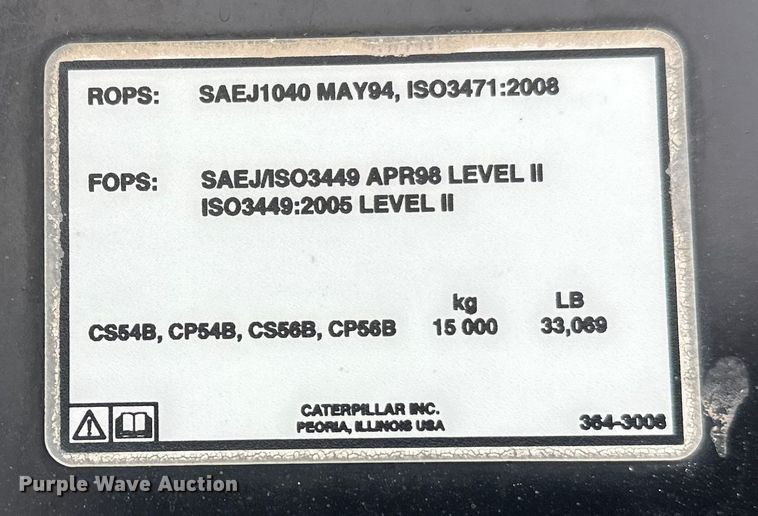 ROPS: SAEJ1040 MAY94, ISO3471:2008
FOPS: SAEJ/ISO3449 APR98 LEVEL II
ISO3449:2005 LEVEL II
kg LB
CS54B, CP54B, CS56B, CP56B 15 000 33,069
CATERPILLAR INC.
PEORIA, ILLINOIS USA
364-3008
Purple Wave Auction